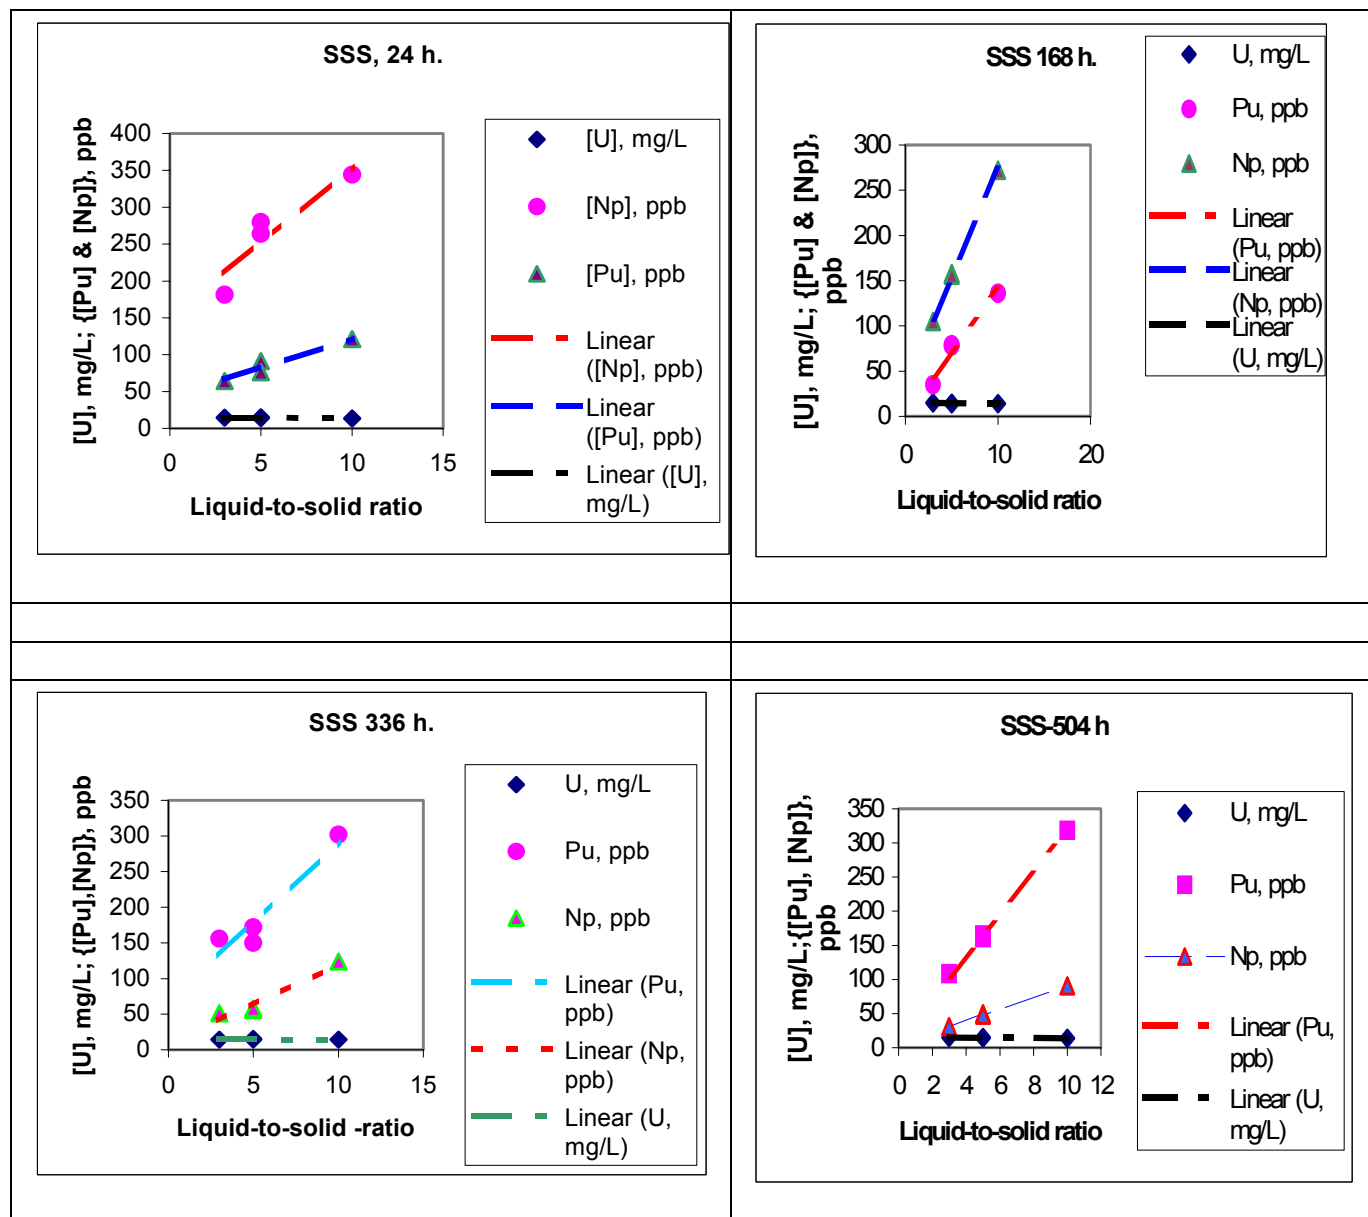 SSS, 24 h.
[U], mg/L; {[Pu] & [Np]}, ppb
400
350
300
250
200
150
100
50
0
0 5 10 15
Liquid-to-solid ratio
[U], mg/L
[Np], ppb
[Pu], ppb
Linear
([Np], ppb)
Linear
([Pu], ppb)
Linear ([U],
mg/L)
SSS 168 h.
[U], mg/L; {[Pu] & [Np]},
ppb
300
250
200
150
100
50
0
0 10 20
Liquid-to-solid ratio
U, mg/L
Pu, ppb
Np, ppb
Linear
(Pu, ppb)
Linear
(Np, ppb)
Linear
(U, mg/L)
SSS 336 h.
[U], mg/L; {[Pu],[Np]}, ppb
350
300
250
200
150
100
50
0
0 5 10 15
Liquid-to-solid -ratio
U, mg/L
Pu, ppb
Np, ppb
Linear (Pu,
ppb)
Linear (Np,
ppb)
Linear (U,
mg/L)
SSS-504 h
[U], mg/L;{[Pu], [Np]},
ppb
350
300
250
200
150
100
50
0
0 2 4 6 8 10 12
Liquid-to-solid ratio
U, mg/L
Pu, ppb
Np, ppb
Linear (Pu,
ppb)
Linear (U,
mg/L)